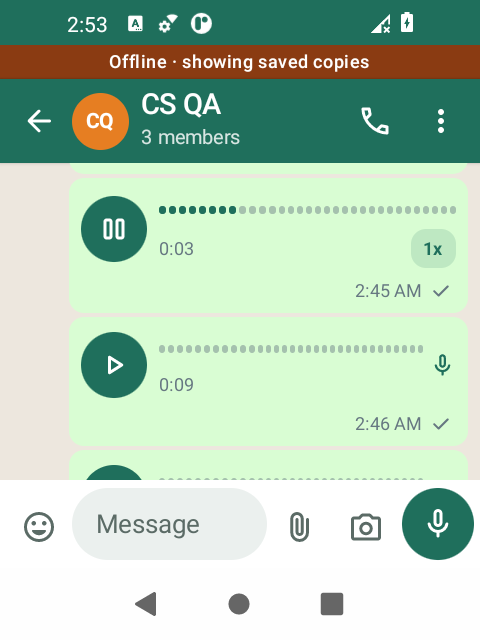 2:53
Offline · showing saved copies
CQ
CS QA
3 members
0:03
1x
2:45 AM
0:09
2:46 AM
Message